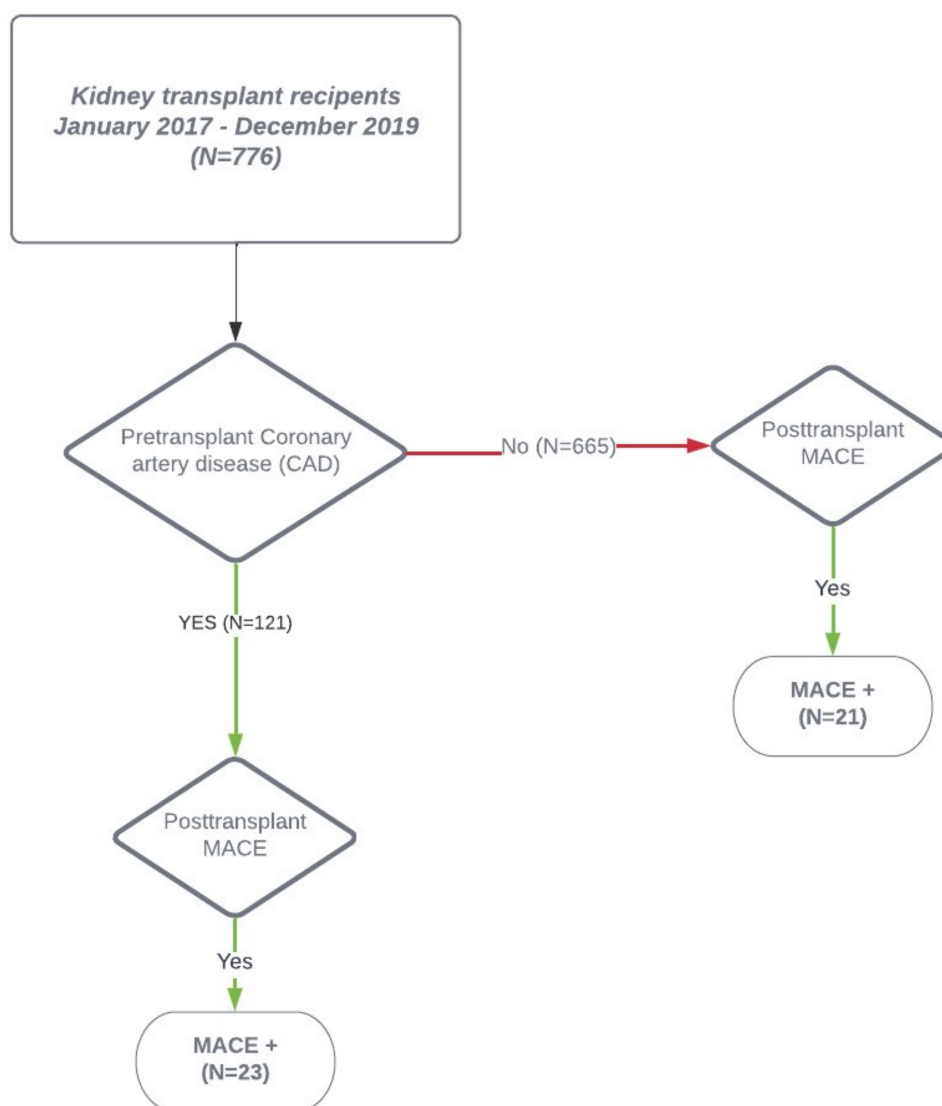 Kidney transplant recipents
January 2017 - December 2019
(N=776)
Pretransplant Coronary
artery disease (CAD)
No (N=665)
Posttransplant
MACE
Yes
MACE +
(N=21)
YES (N=121)
Posttransplant
MACE
Yes
MACE +
(N=23)